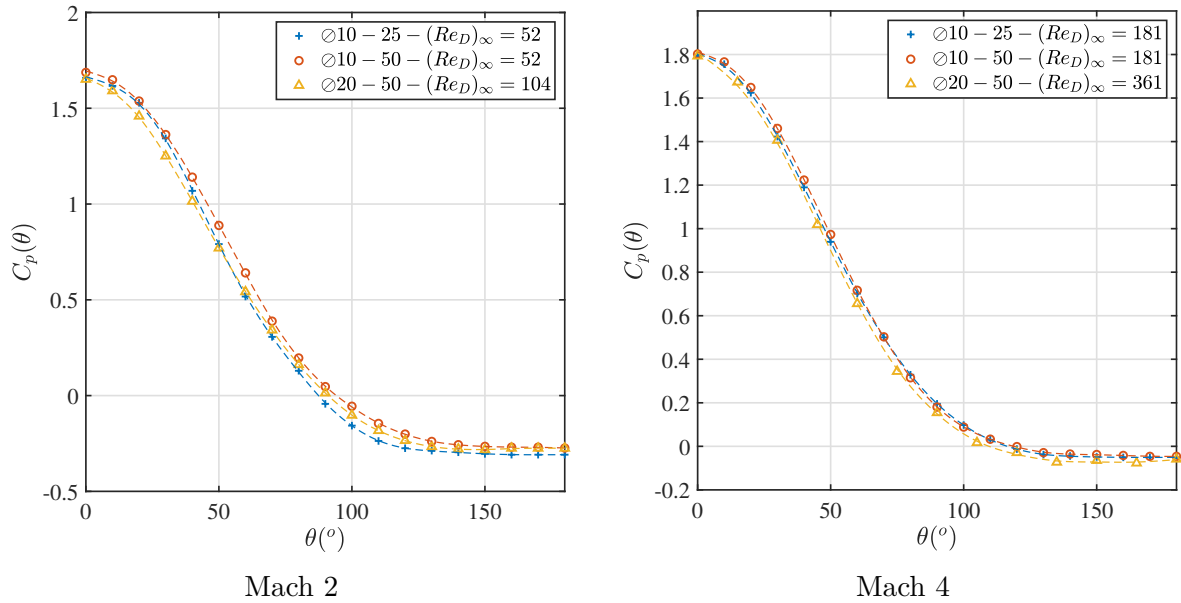 2
1.5
1
0.5
0
-0.5
0
50
100
150
C_p(θ)
θ(°)
∅10 − 25 − (Re_D)_∞ = 52
∅10 − 50 − (Re_D)_∞ = 52
∅20 − 50 − (Re_D)_∞ = 104
Mach 2
1.8
1.6
1.4
1.2
1
0.8
0.6
0.4
0.2
0
-0.2
0
50
100
150
C_p(θ)
θ(°)
∅10 − 25 − (Re_D)_∞ = 181
∅10 − 50 − (Re_D)_∞ = 181
∅20 − 50 − (Re_D)_∞ = 361
Mach 4